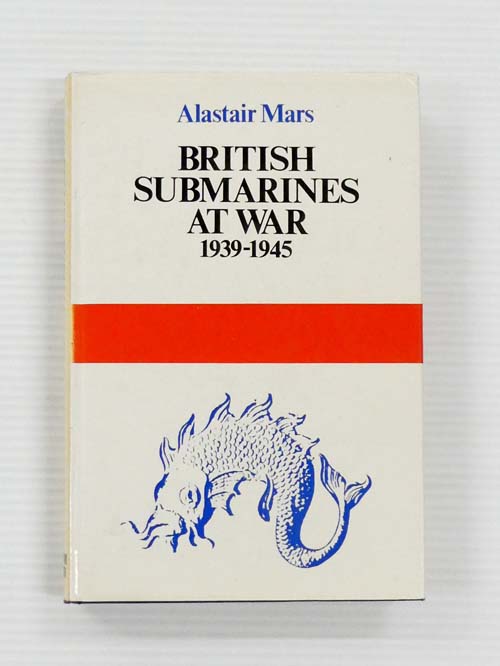 Alastair Mars
BRITISH
SUBMARINES
AT WAR
1939-1945